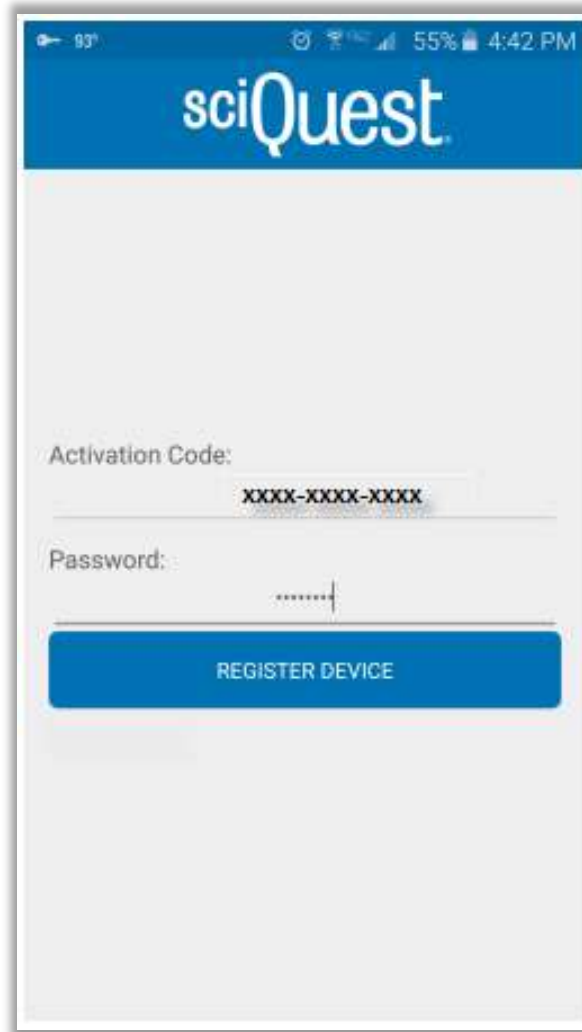 93° 55% 4:42 PM
sciQuest
Activation Code:
xxxx-xxxx-xxxx
Password:
••••••••
REGISTER DEVICE